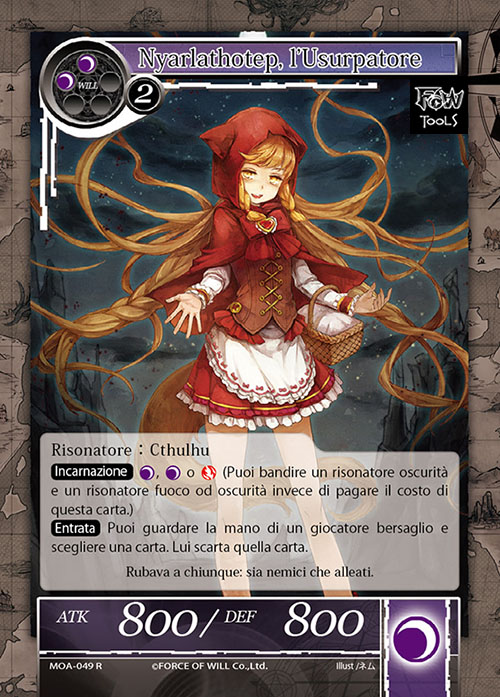 Nyarlathotep, l'Usurpatore
WILL
2
FOW
TOOLS
Risonatore : Cthulhu
Incarnazione , o (Puoi bandire un risonatore oscurità
e un risonatore fuoco od oscurità invece di pagare il costo di
questa carta.)
Entrata Puoi guardare la mano di un giocatore bersaglio e
scegliere una carta. Lui scarta quella carta.
Rubava a chiunque: sia nemici che alleati.
ATK 800 / DEF 800
MOA-049 R ©FORCE OF WILL Co.,Ltd. Illust /ネム